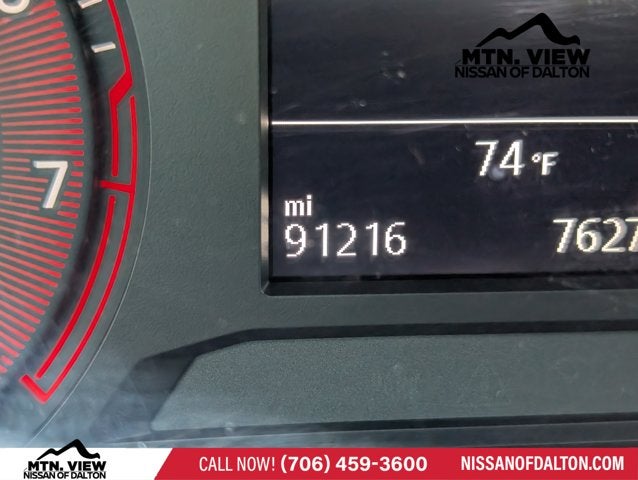 MTN. VIEW
NISSAN OF DALTON
7
74 °F
mi
91216 7627
MTN. VIEW
NISSAN OF DALTON
CALL NOW! (706) 459-3600
NISSANOFDALTON.COM